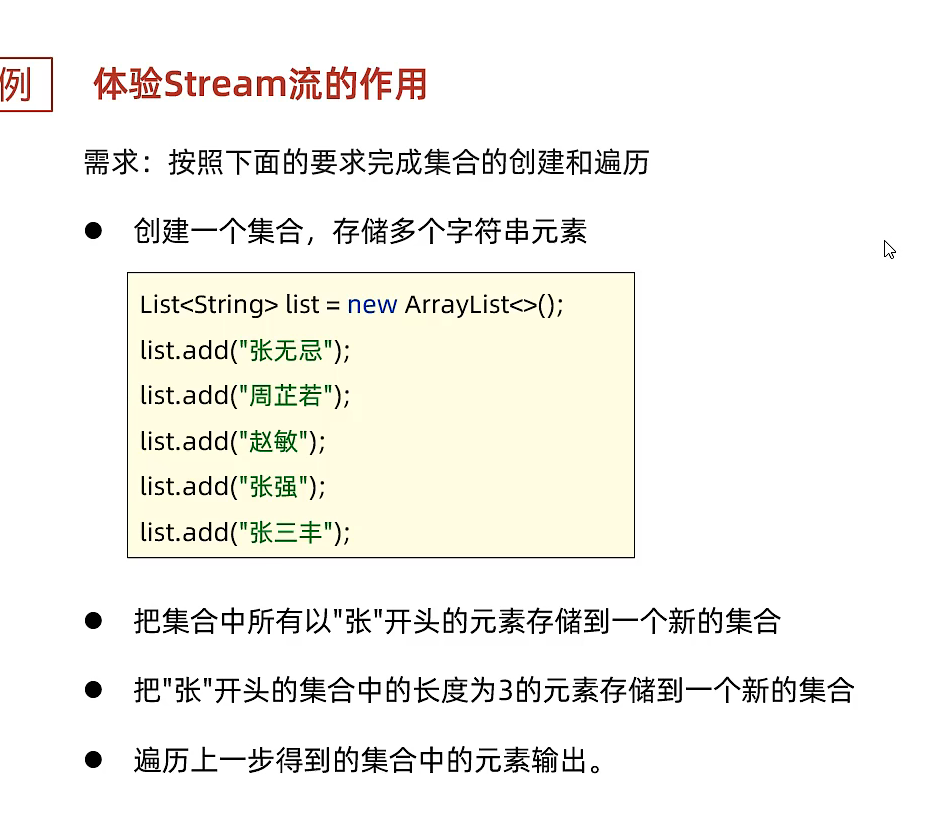 例
体验Stream流的作用
需求：按照下面的要求完成集合的创建和遍历
● 创建一个集合，存储多个字符串元素
List<String> list = new ArrayList<>();
list.add("张无忌");
list.add("周芷若");
list.add("赵敏");
list.add("张强");
list.add("张三丰");
● 把集合中所有以"张"开头的元素存储到一个新的集合
● 把"张"开头的集合中的长度为3的元素存储到一个新的集合
● 遍历上一步得到的集合中的元素输出。